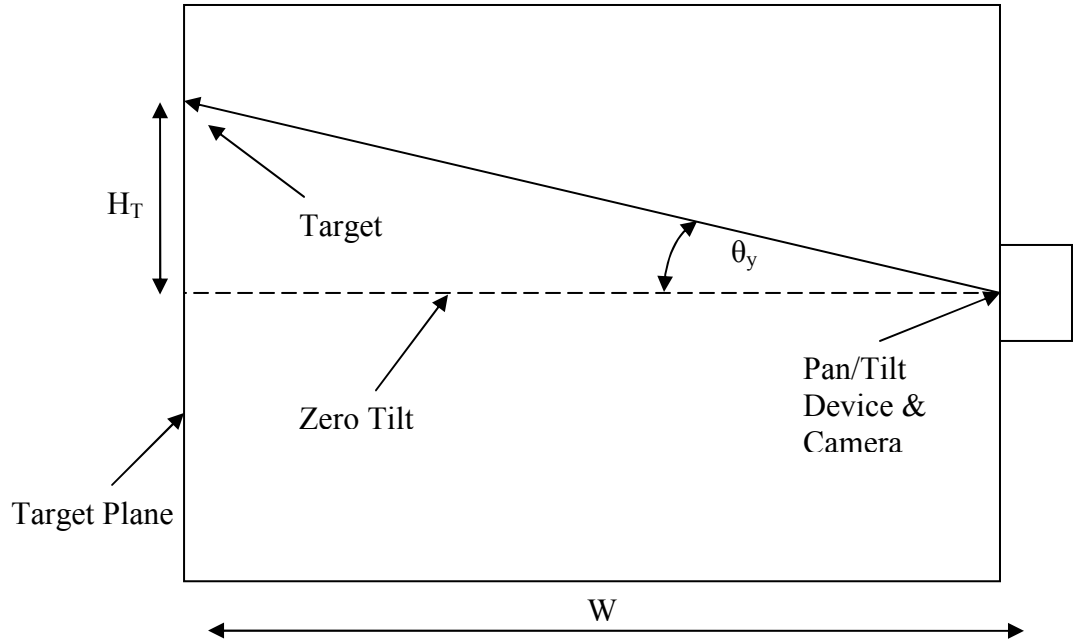 H_T
Target
θ_y
Zero Tilt
Pan/Tilt
Device &
Camera
Target Plane
W